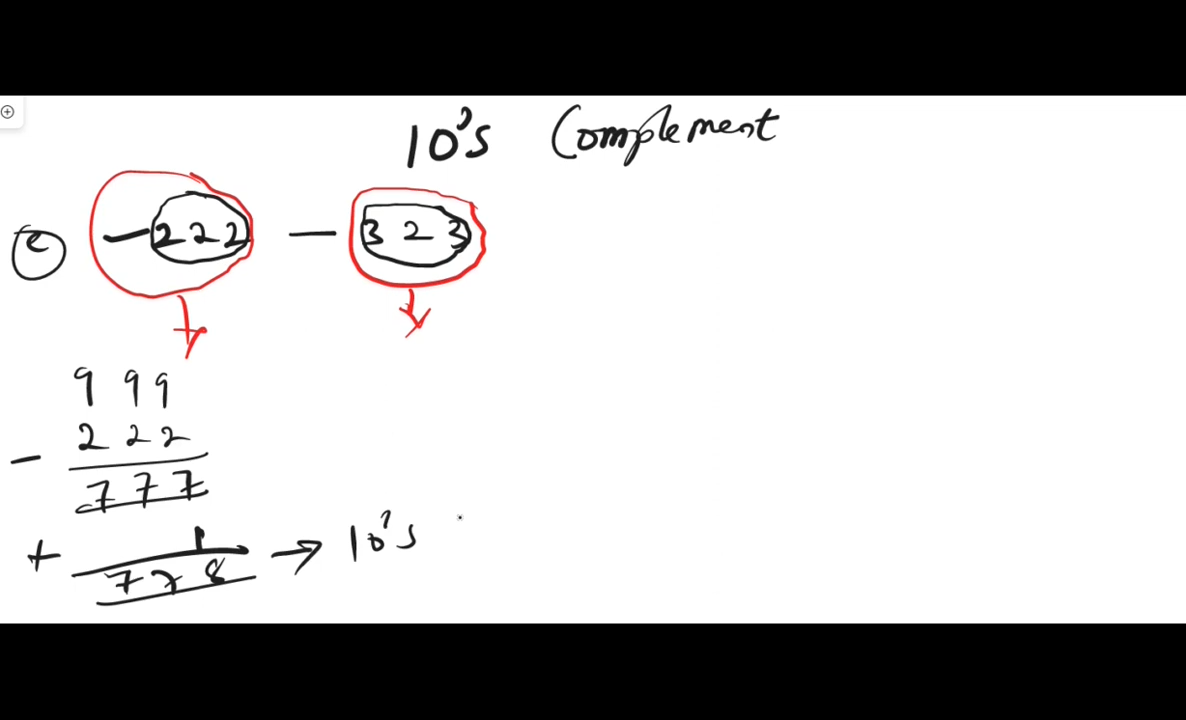 10's Complement
e -222 - 323
999
- 222
777
+ 1
778 → 10's